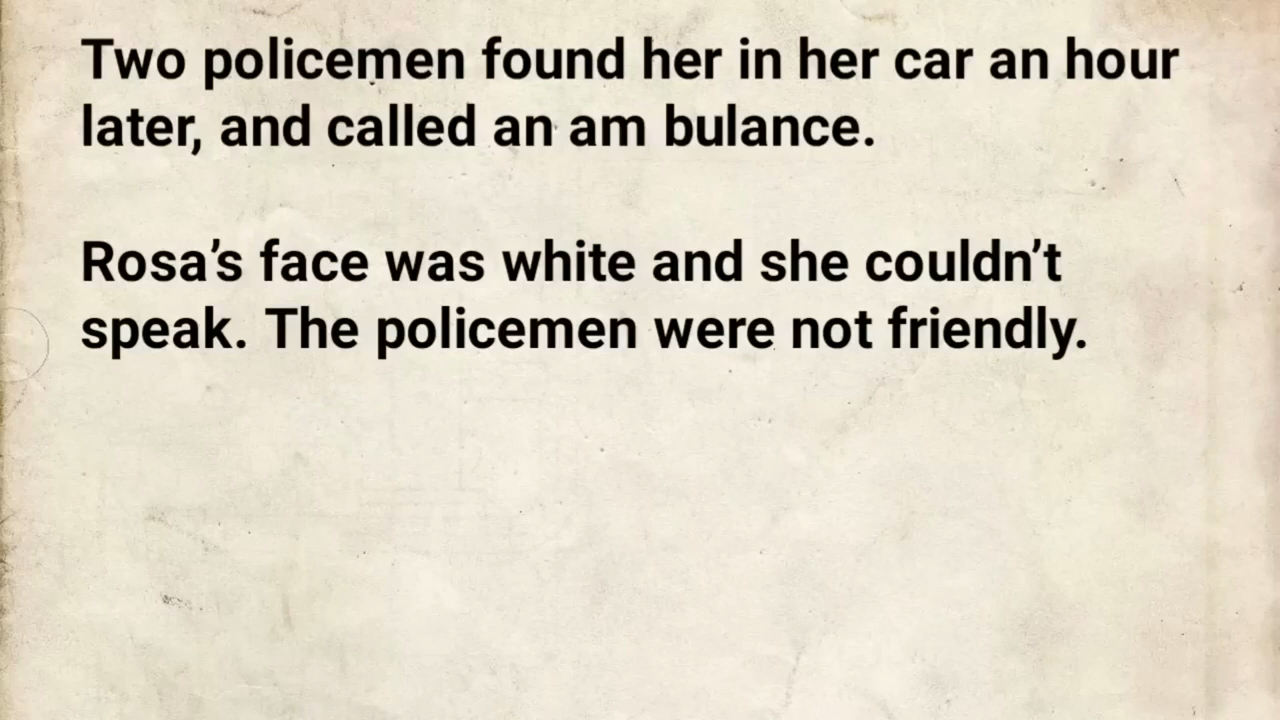 Two policemen found her in her car an hour
later, and called an am bulance.
Rosa’s face was white and she couldn’t
speak. The policemen were not friendly.